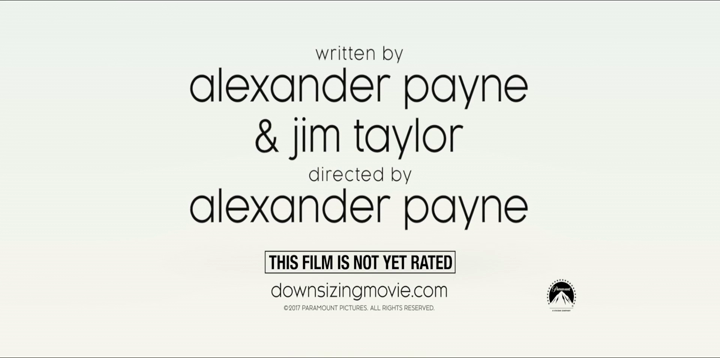 written by
alexander payne
& jim taylor
directed by
alexander payne
THIS FILM IS NOT YET RATED
downsizingmovie.com
©2017 PARAMOUNT PICTURES. ALL RIGHTS RESERVED.
Paramount